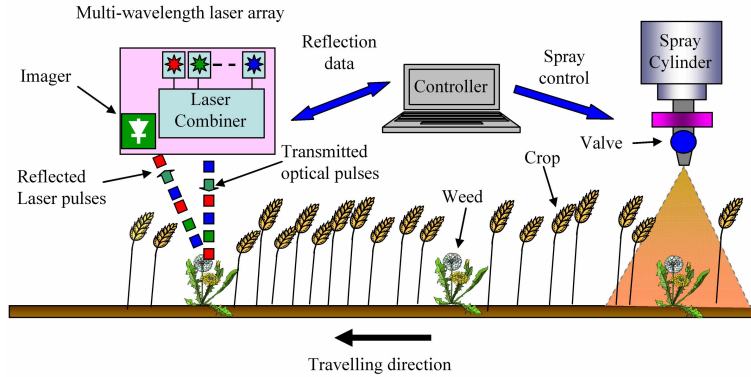 Multi-wavelength laser array
Imager
Laser
Combiner
Reflection
data
Controller
Spray
control
Spray
Cylinder
Valve
Reflected
Laser pulses
Transmitted
optical pulses
Weed
Crop
Travelling direction